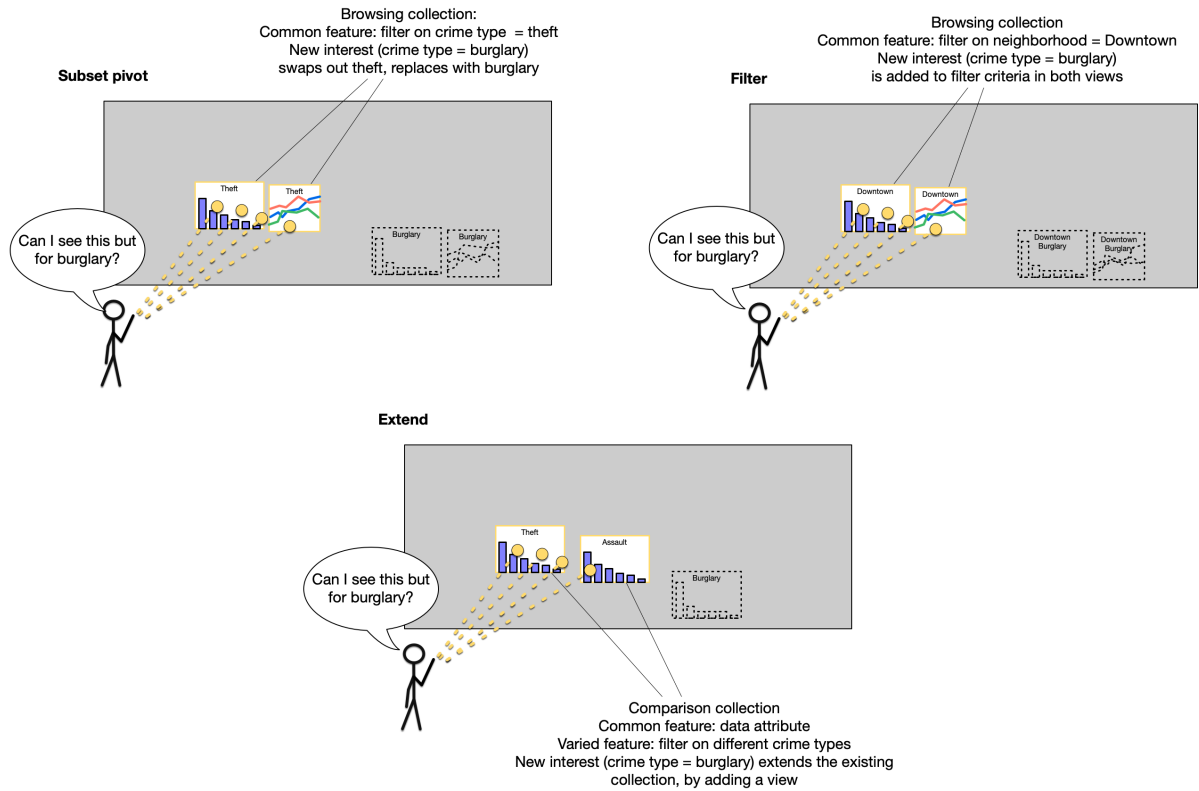 Browsing collection:
Common feature: filter on crime type = theft
New interest (crime type = burglary)
swaps out theft, replaces with burglary
Subset pivot
Theft
Theft
Burglary
Burglary
Can I see this but
for burglary?
Browsing collection
Common feature: filter on neighborhood = Downtown
New interest (crime type = burglary)
is added to filter criteria in both views
Filter
Downtown
Downtown
Downtown
Burglary
Downtown
Burglary
Can I see this but
for burglary?
Extend
Theft
Assault
Burglary
Can I see this but
for burglary?
Comparison collection
Common feature: data attribute
Varied feature: filter on different crime types
New interest (crime type = burglary) extends the existing
collection, by adding a view